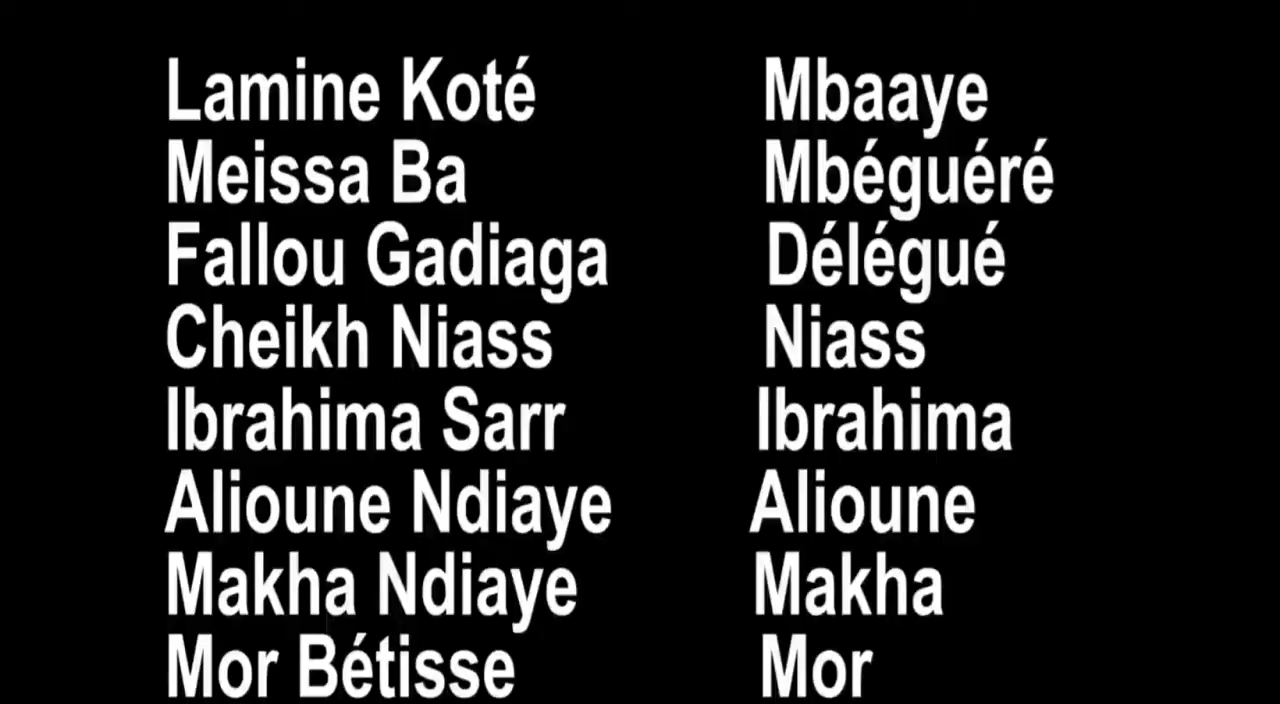 Lamine Koté Mbaaye
Meissa Ba Mbéguéré
Fallou Gadiaga Délégué
Cheikh Niass Niass
Ibrahima Sarr Ibrahima
Alioune Ndiaye Alioune
Makha Ndiaye Makha
Mor Bétisse Mor